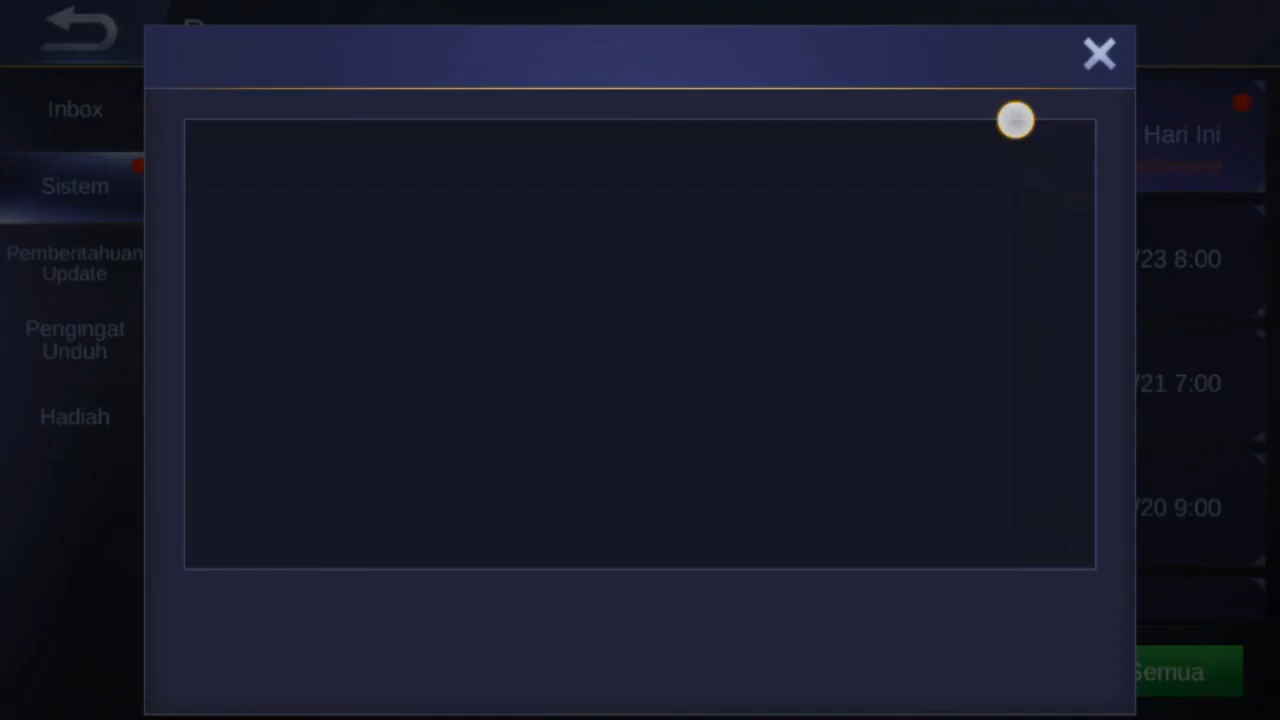 Inbox
Sistem
Pemberitahuan
Update
Pengingat
Unduh
Hadiah
Hari Ini
/23 8:00
/21 7:00
/20 9:00
Semua